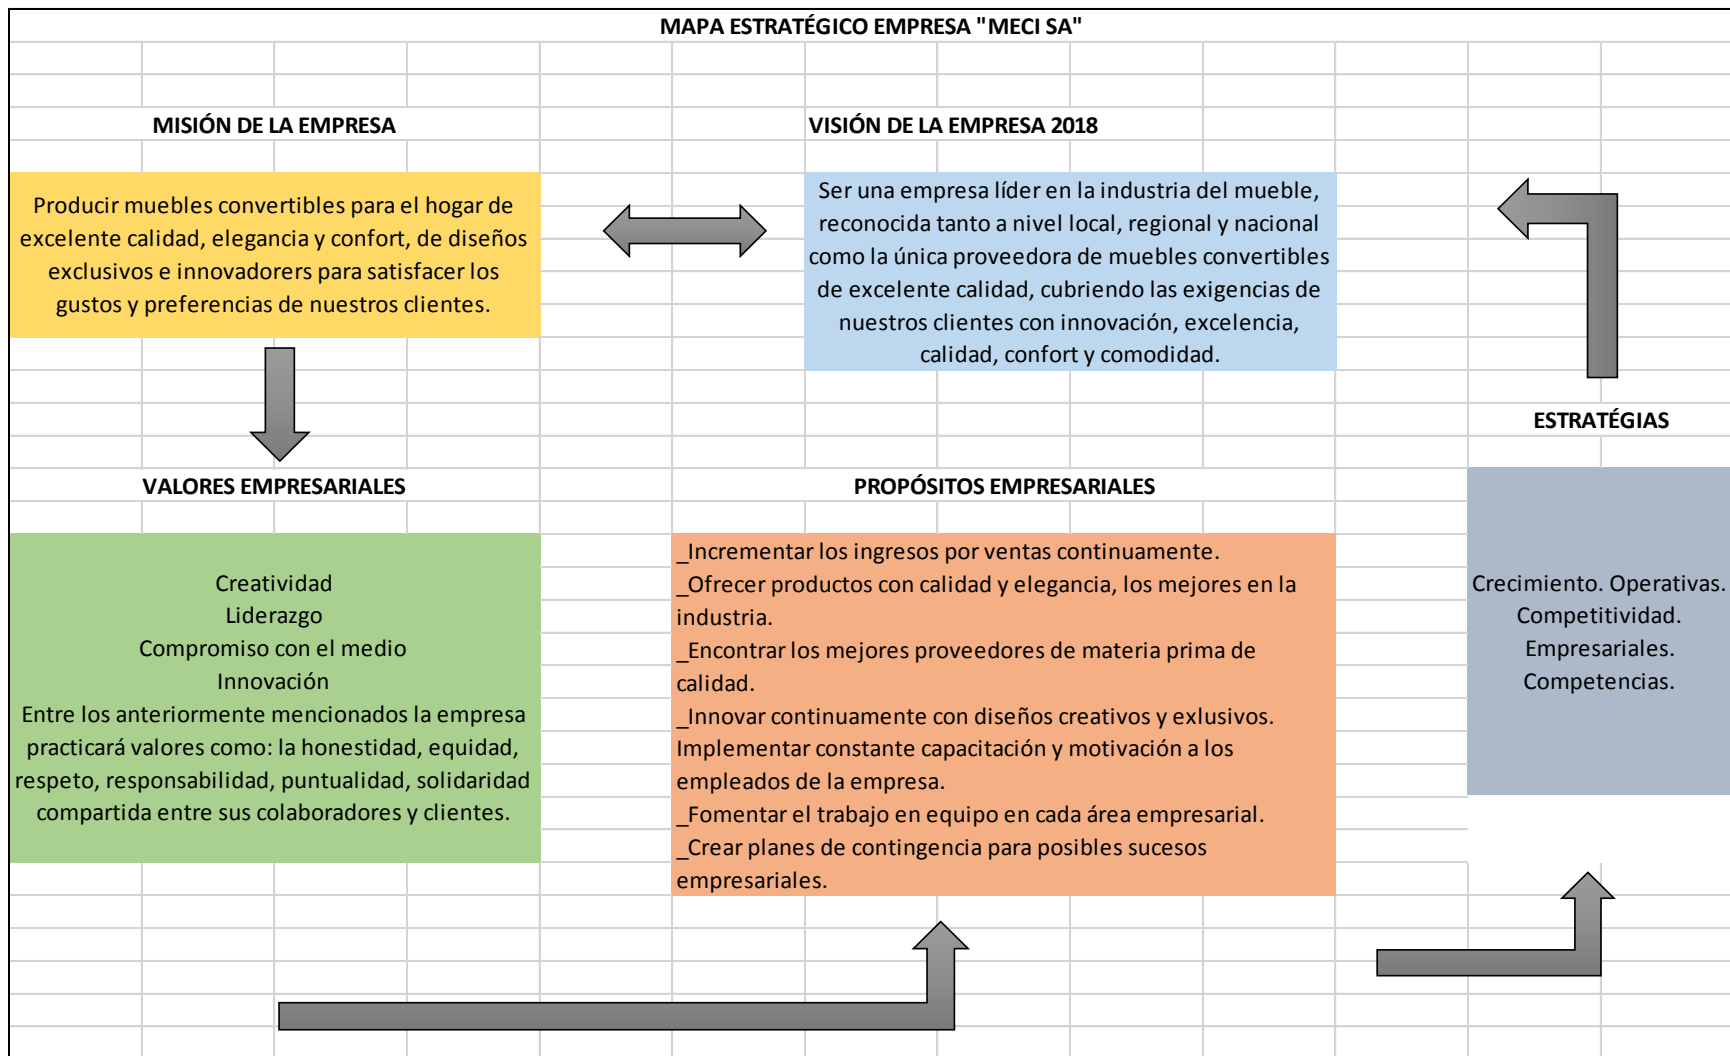 MAPA ESTRATÉGICO EMPRESA "MECI SA"
MISIÓN DE LA EMPRESA
Producir muebles convertibles para el hogar de
excelente calidad, elegancia y confort, de diseños
exclusivos e innovadorers para satisfacer los
gustos y preferencias de nuestros clientes.
VISIÓN DE LA EMPRESA 2018
Ser una empresa líder en la industria del mueble,
reconocida tanto a nivel local, regional y nacional
como la única proveedora de muebles convertibles
de excelente calidad, cubriendo las exigencias de
nuestros clientes con innovación, excelencia,
calidad, confort y comodidad.
VALORES EMPRESARIALES
Creatividad
Liderazgo
Compromiso con el medio
Innovación
Entre los anteriormente mencionados la empresa
practicará valores como: la honestidad, equidad,
respeto, responsabilidad, puntualidad, solidaridad
compartida entre sus colaboradores y clientes.
PROPÓSITOS EMPRESARIALES
_Incrementar los ingresos por ventas continuamente.
_Ofrecer productos con calidad y elegancia, los mejores en la
industria.
_Encontrar los mejores proveedores de materia prima de
calidad.
_Innovar continuamente con diseños creativos y exlusivos.
Implementar constante capacitación y motivación a los
empleados de la empresa.
_Fomentar el trabajo en equipo en cada área empresarial.
_Crear planes de contingencia para posibles sucesos
empresariales.
ESTRATÉGIAS
Crecimiento. Operativas.
Competitividad.
Empresariales.
Competencias.